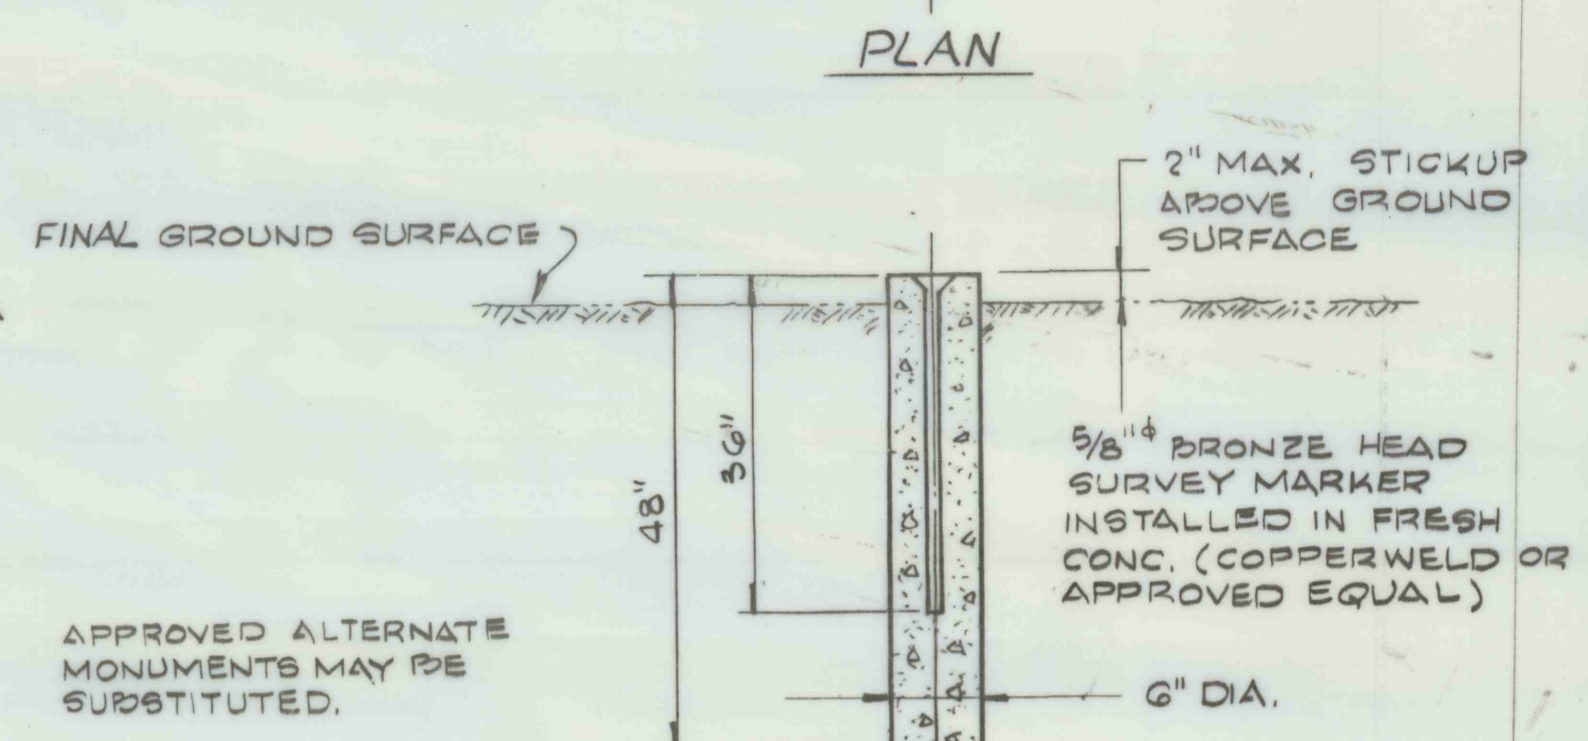 PLAN
2" MAX. STICKUP
ABOVE GROUND
SURFACE
FINAL GROUND SURFACE
36"
48"
5/8"ϕ BRONZE HEAD
SURVEY MARKER
INSTALLED IN FRESH
CONC. (COPPERWELD OR
APPROVED EQUAL)
APPROVED ALTERNATE
MONUMENTS MAY BE
SUBSTITUTED.
6" DIA.